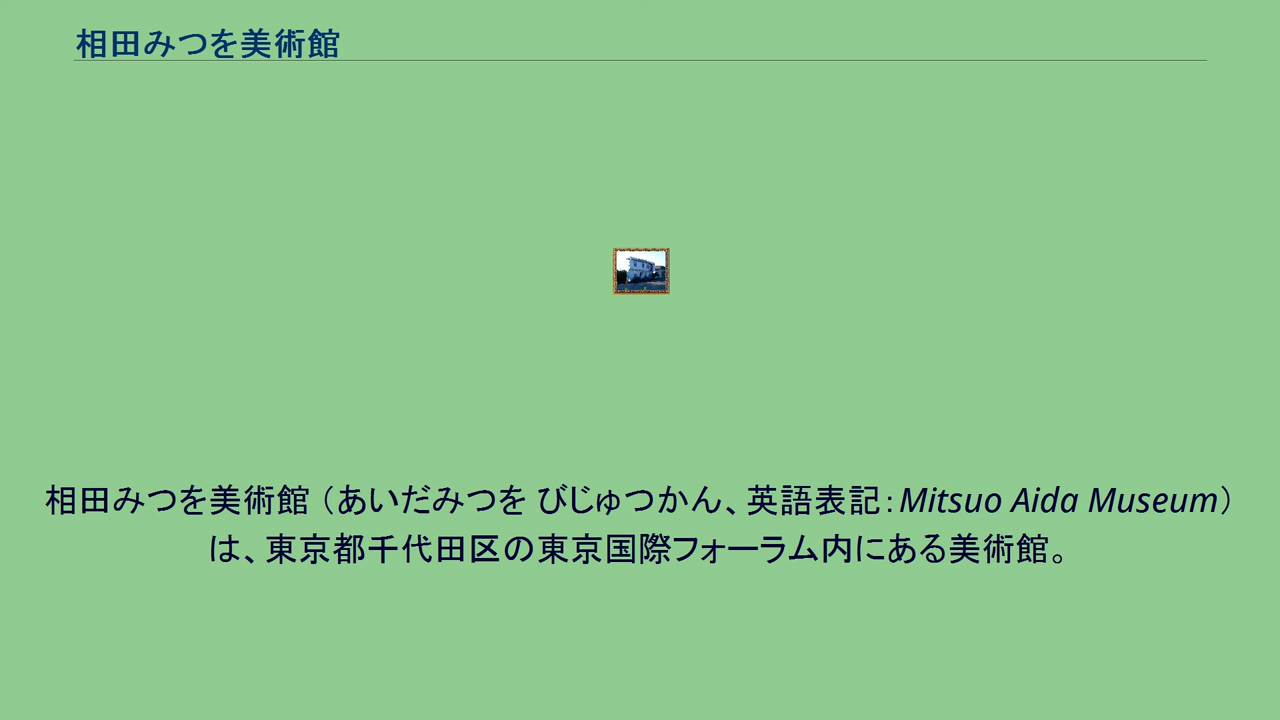 相田みつを美術館
相田みつを美術館（あいだみつを びじゅつかん、英語表記：Mitsuo Aida Museum）
は、東京都千代田区の東京国際フォーラム内にある美術館。